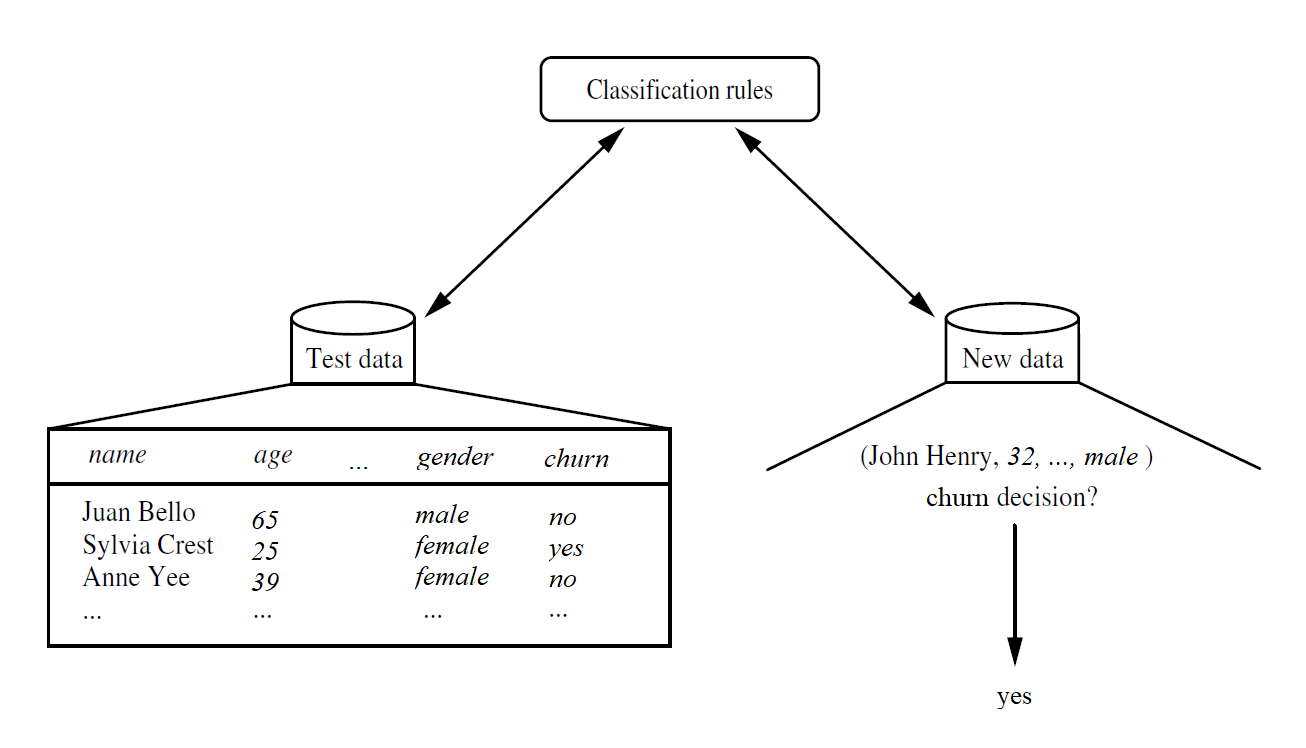 Classification rules
Test data
New data
name age ... gender churn
Juan Bello 65 male no
Sylvia Crest 25 female yes
Anne Yee 39 female no
... ... ... ...
(John Henry, 32, ..., male )
churn decision?
yes